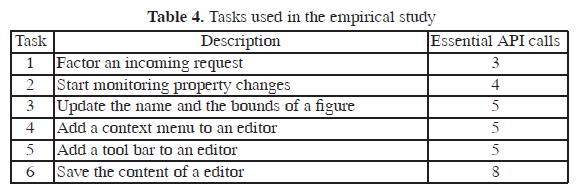 Table 4. Tasks used in the empirical study
Task Description Essential API calls
1 Factor an incoming request 3
2 Start monitoring property changes 4
3 Update the name and the bounds of a figure 5
4 Add a context menu to an editor 5
5 Add a tool bar to an editor 5
6 Save the content of a editor 8